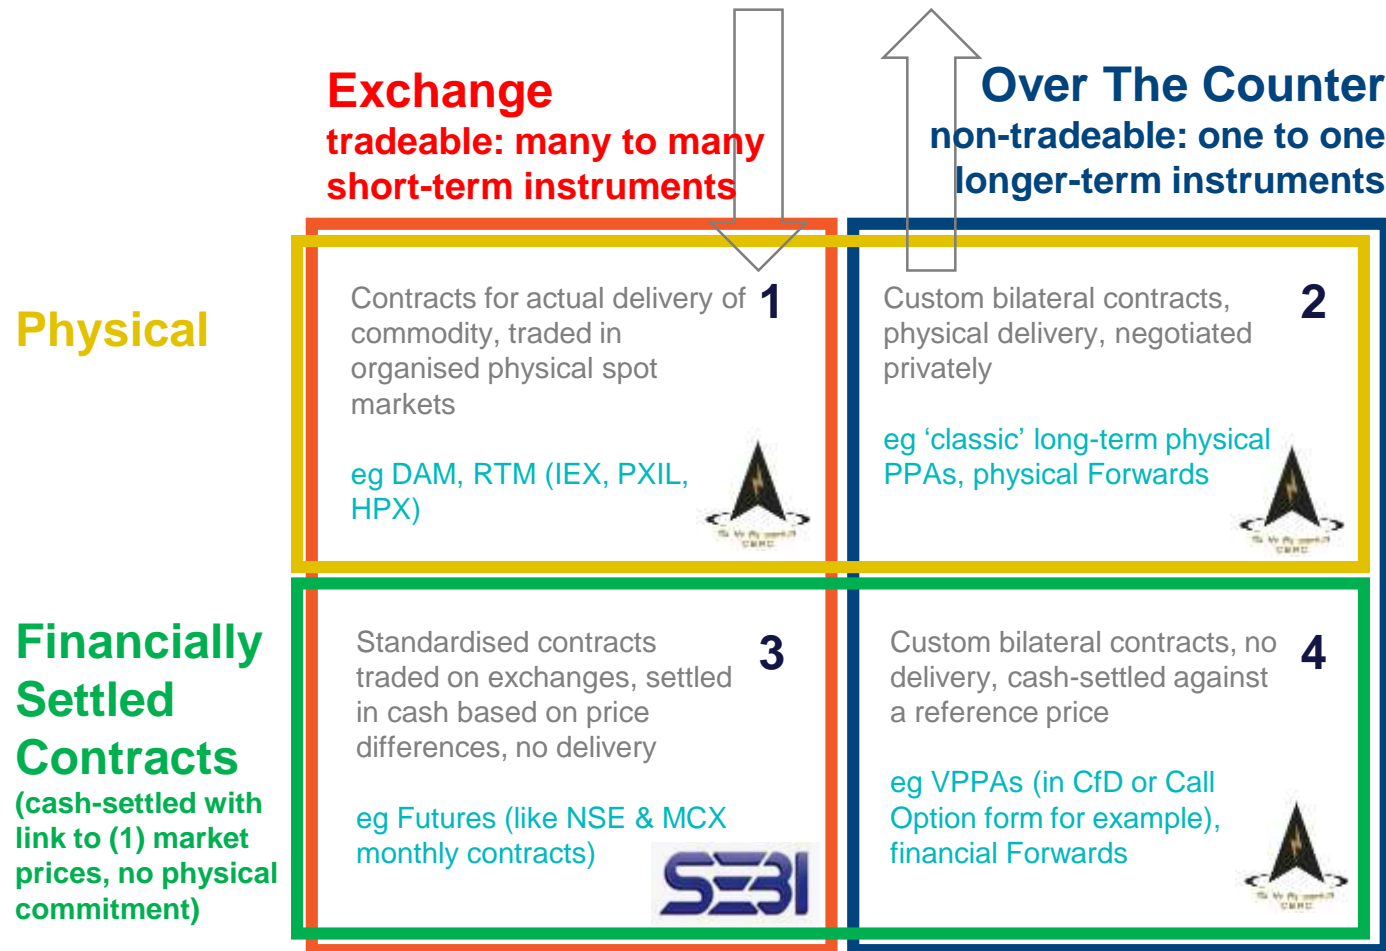 Exchange
tradeable: many to many
short-term instruments
Over The Counter
non-tradeable: one to one
longer-term instruments
Physical
Contracts for actual delivery of
commodity, traded in
organised physical spot
markets
1
eg DAM, RTM (IEX, PXIL,
HPX)
CERC
Custom bilateral contracts,
physical delivery, negotiated
privately
2
eg ‘classic’ long-term physical
PPAs, physical Forwards
CERC
Financially
Settled
Contracts
(cash-settled with
link to (1) market
prices, no physical
commitment)
Standardised contracts
traded on exchanges, settled
in cash based on price
differences, no delivery
3
eg Futures (like NSE & MCX
monthly contracts)
SEBI
Custom bilateral contracts, no
delivery, cash-settled against
a reference price
4
eg VPPAs (in CfD or Call
Option form for example),
financial Forwards
CERC